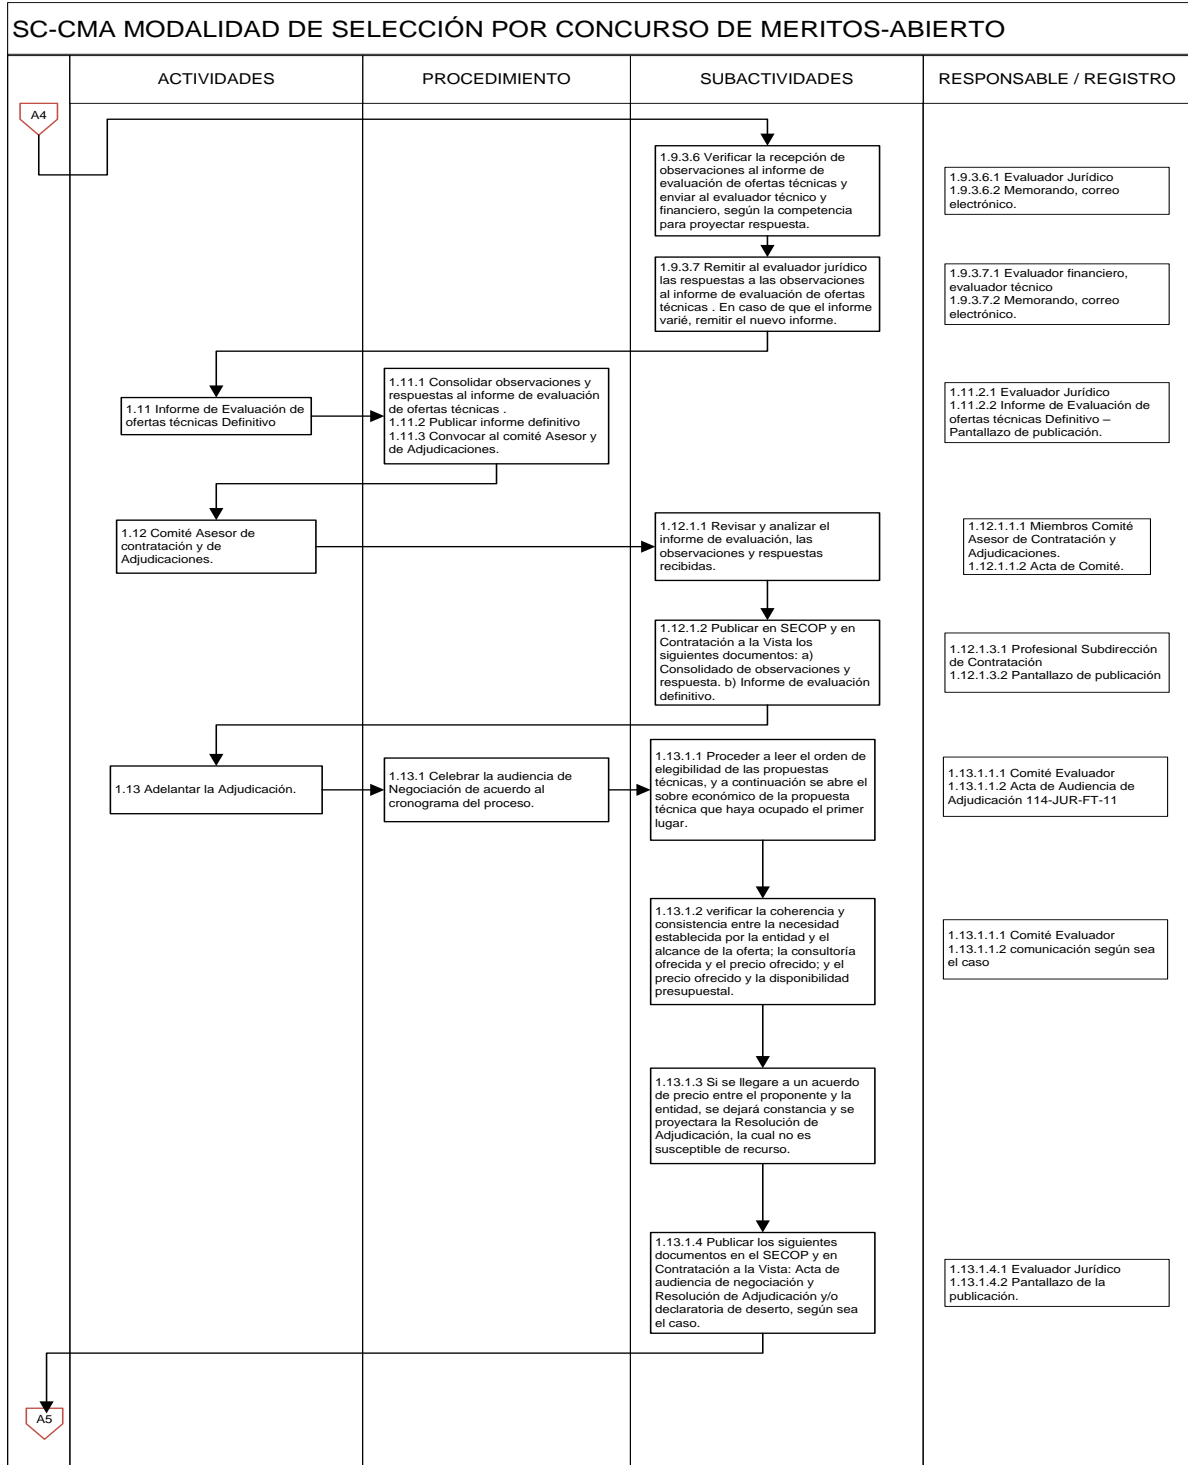 SC-CMA MODALIDAD DE SELECCIÓN POR CONCURSO DE MERITOS-ABIERTO
ACTIVIDADES
PROCEDIMIENTO
SUBACTIVIDADES
RESPONSABLE / REGISTRO
A4
1.9.3.6 Verificar la recepción de
observaciones al informe de
evaluación de ofertas técnicas y
enviar al evaluador técnico y
financiero, según la competencia
para proyectar respuesta.
1.9.3.6.1 Evaluador Jurídico
1.9.3.6.2 Memorando, correo
electrónico.
1.9.3.7 Remitir al evaluador jurídico
las respuestas a las observaciones
al informe de evaluación de ofertas
técnicas . En caso de que el informe
varié, remitir el nuevo informe.
1.9.3.7.1 Evaluador financiero,
evaluador técnico
1.9.3.7.2 Memorando, correo
electrónico.
1.11 Informe de Evaluación de
ofertas técnicas Definitivo
1.11.1 Consolidar observaciones y
respuestas al informe de evaluación
de ofertas técnicas .
1.11.2 Publicar informe definitivo
1.11.3 Convocar al comité Asesor y
de Adjudicaciones.
1.11.2.1 Evaluador Jurídico
1.11.2.2 Informe de Evaluación de
ofertas técnicas Definitivo –
Pantallazo de publicación.
1.12 Comité Asesor de
contratación y de
Adjudicaciones.
1.12.1.1 Revisar y analizar el
informe de evaluación, las
observaciones y respuestas
recibidas.
1.12.1.1.1 Miembros Comité
Asesor de Contratación y
Adjudicaciones.
1.12.1.1.2 Acta de Comité.
1.12.1.2 Publicar en SECOP y en
Contratación a la Vista los
siguientes documentos: a)
Consolidado de observaciones y
respuesta. b) Informe de evaluación
definitivo.
1.12.1.3.1 Profesional Subdirección
de Contratación
1.12.1.3.2 Pantallazo de publicación
1.13 Adelantar la Adjudicación.
1.13.1 Celebrar la audiencia de
Negociación de acuerdo al
cronograma del proceso.
1.13.1.1 Proceder a leer el orden de
elegibilidad de las propuestas
técnicas, y a continuación se abre el
sobre económico de la propuesta
técnica que haya ocupado el primer
lugar.
1.13.1.1.1 Comité Evaluador
1.13.1.1.2 Acta de Audiencia de
Adjudicación 114-JUR-FT-11
1.13.1.2 verificar la coherencia y
consistencia entre la necesidad
establecida por la entidad y el
alcance de la oferta; la consultoría
ofrecida y el precio ofrecido; y el
precio ofrecido y la disponibilidad
presupuestal.
1.13.1.1.1 Comité Evaluador
1.13.1.1.2 comunicación según sea
el caso
1.13.1.3 Si se llegare a un acuerdo
de precio entre el proponente y la
entidad, se dejará constancia y se
proyectara la Resolución de
Adjudicación, la cual no es
susceptible de recurso.
1.13.1.4 Publicar los siguientes
documentos en el SECOP y en
Contratación a la Vista: Acta de
audiencia de negociación y
Resolución de Adjudicación y/o
declaratoria de deserto, según sea
el caso.
1.13.1.4.1 Evaluador Jurídico
1.13.1.4.2 Pantallazo de la
publicación.
A5